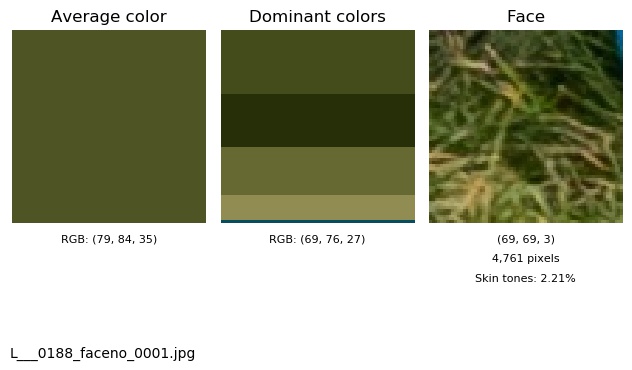 Average color
Dominant colors
Face
RGB: (79, 84, 35)
RGB: (69, 76, 27)
(69, 69, 3)
4,761 pixels
Skin tones: 2.21%
L___0188_faceno_0001.jpg